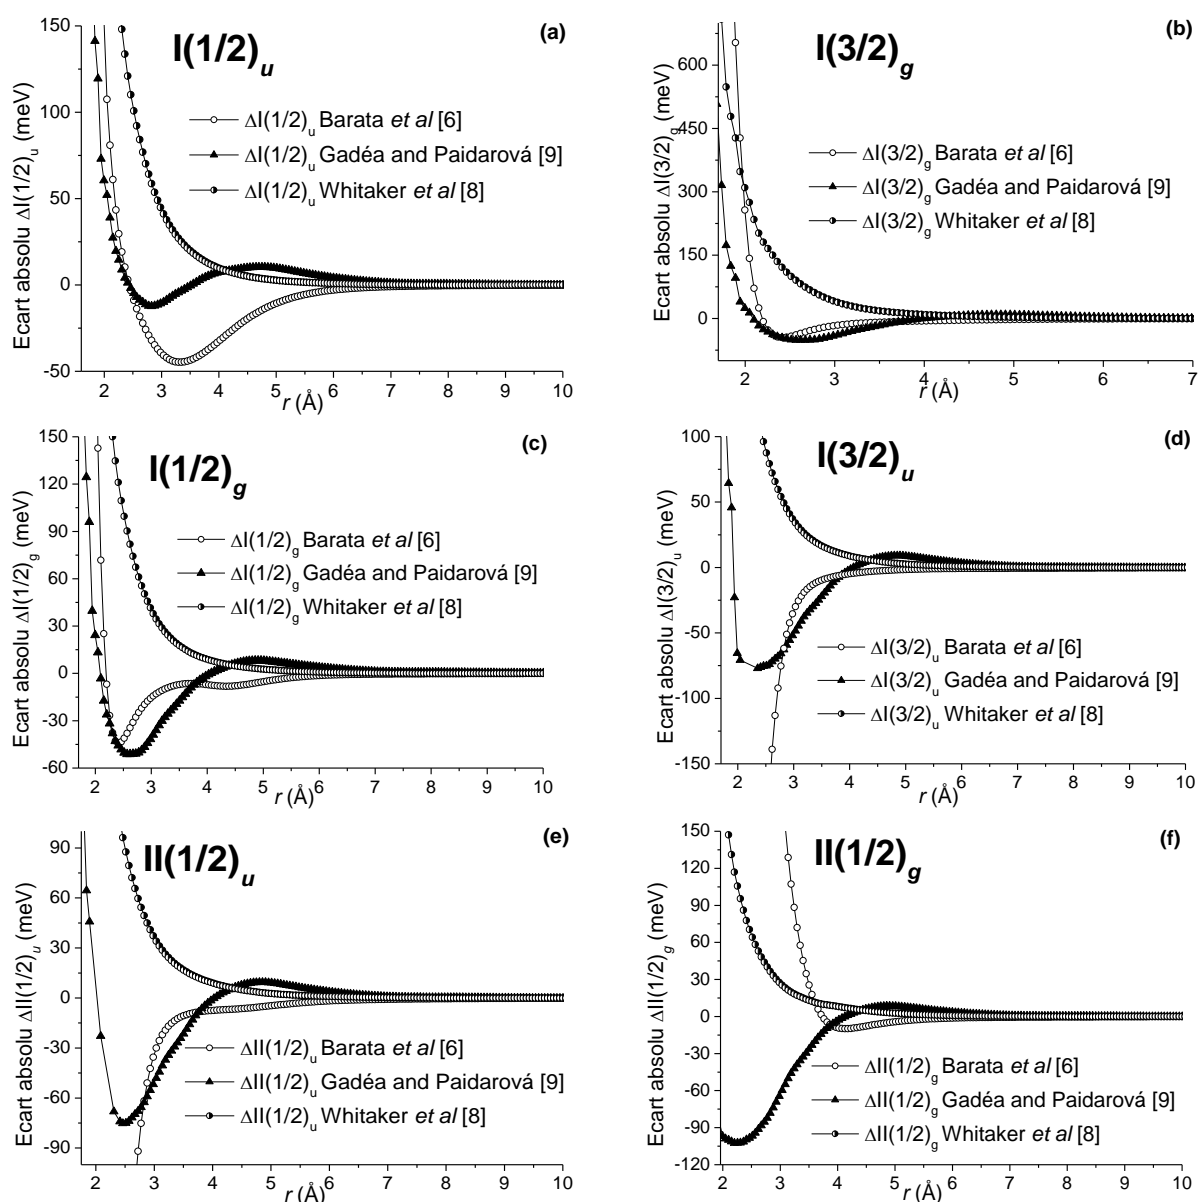 (a)
I(1/2)u
ΔI(1/2)u Barata et al [6]
ΔI(1/2)u Gadéa and Paidarová [9]
ΔI(1/2)u Whitaker et al [8]
Ecart absolu ΔI(1/2)u (meV)
150
100
50
0
-50
2 3 4 5 6 7 8 9 10
r (Å)
(b)
I(3/2)g
ΔI(3/2)g Barata et al [6]
ΔI(3/2)g Gadéa and Paidarová [9]
ΔI(3/2)g Whitaker et al [8]
Ecart absolu ΔI(3/2)g (meV)
600
450
300
150
0
2 3 4 5 6 7
r (Å)
(c)
I(1/2)g
ΔI(1/2)g Barata et al [6]
ΔI(1/2)g Gadéa and Paidarová [9]
ΔI(1/2)g Whitaker et al [8]
Ecart absolu ΔI(1/2)g (meV)
150
120
90
60
30
0
-30
-60
2 3 4 5 6 7 8 9 10
r (Å)
(d)
I(3/2)u
ΔI(3/2)u Barata et al [6]
ΔI(3/2)u Gadéa and Paidarová [9]
ΔI(3/2)u Whitaker et al [8]
Ecart absolu ΔI(3/2)u (meV)
100
50
0
-50
-100
-150
2 3 4 5 6 7 8 9 10
r (Å)
(e)
II(1/2)u
ΔII(1/2)u Barata et al [6]
ΔII(1/2)u Gadéa and Paidarová [9]
ΔII(1/2)u Whitaker et al [8]
Ecart absolu ΔII(1/2)u (meV)
90
60
30
0
-30
-60
-90
2 3 4 5 6 7 8 9 10
r (Å)
(f)
II(1/2)g
ΔII(1/2)g Barata et al [6]
ΔII(1/2)g Gadéa and Paidarová [9]
ΔII(1/2)g Whitaker et al [8]
Ecart absolu ΔII(1/2)g (meV)
150
120
90
60
30
0
-30
-60
-90
-120
2 3 4 5 6 7 8 9 10
r (Å)